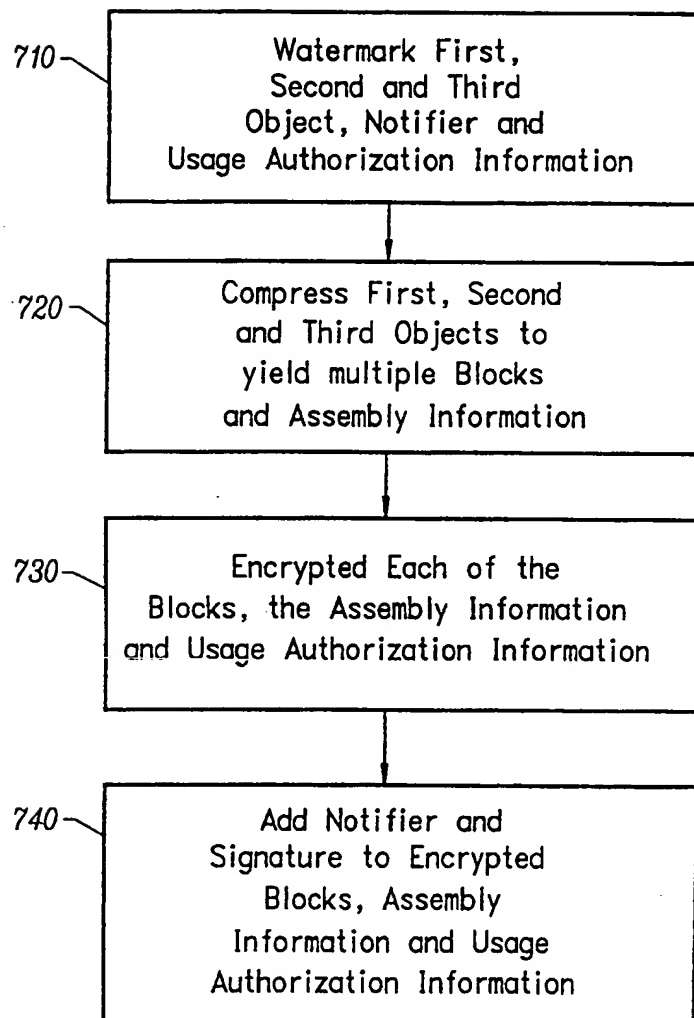 710
Watermark First,
Second and Third
Object, Notifier and
Usage Authorization Information
720
Compress First, Second
and Third Objects to
yield multiple Blocks
and Assembly Information
730
Encrypted Each of the
Blocks, the Assembly Information
and Usage Authorization Information
740
Add Notifier and
Signature to Encrypted
Blocks, Assembly
Information and Usage
Authorization Information